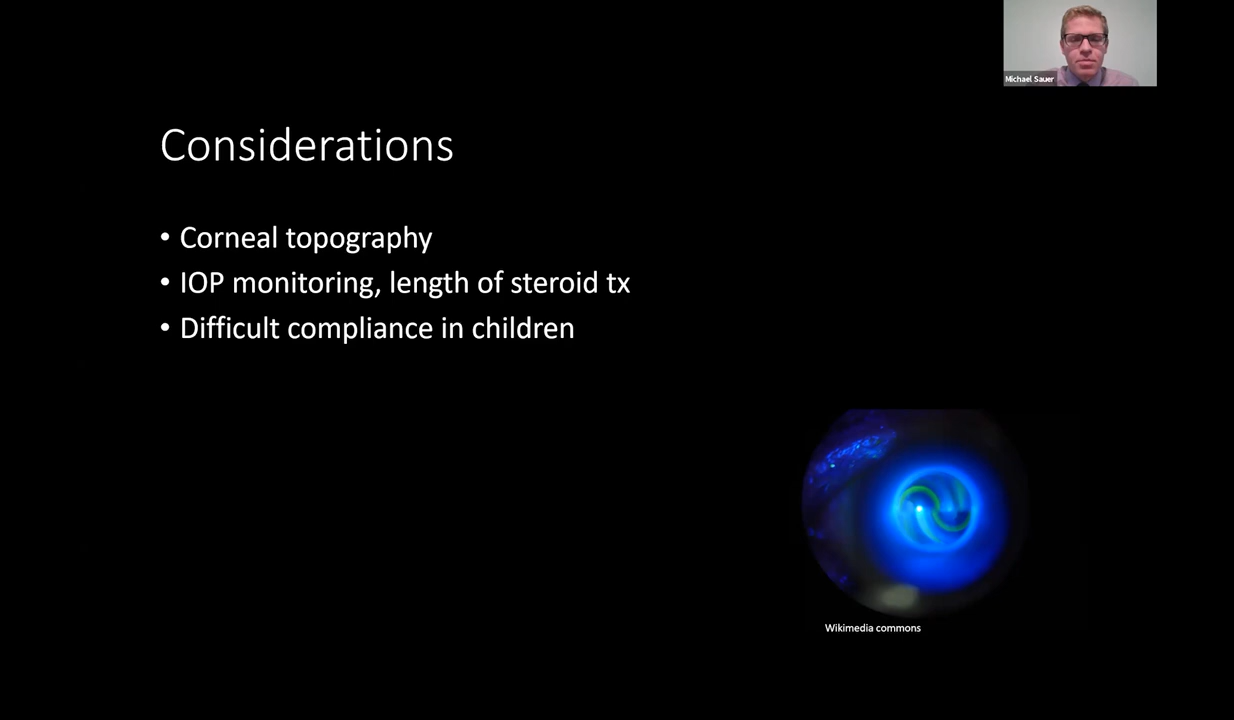 Michael Sauer
Considerations
• Corneal topography
• IOP monitoring, length of steroid tx
• Difficult compliance in children
Wikimedia commons